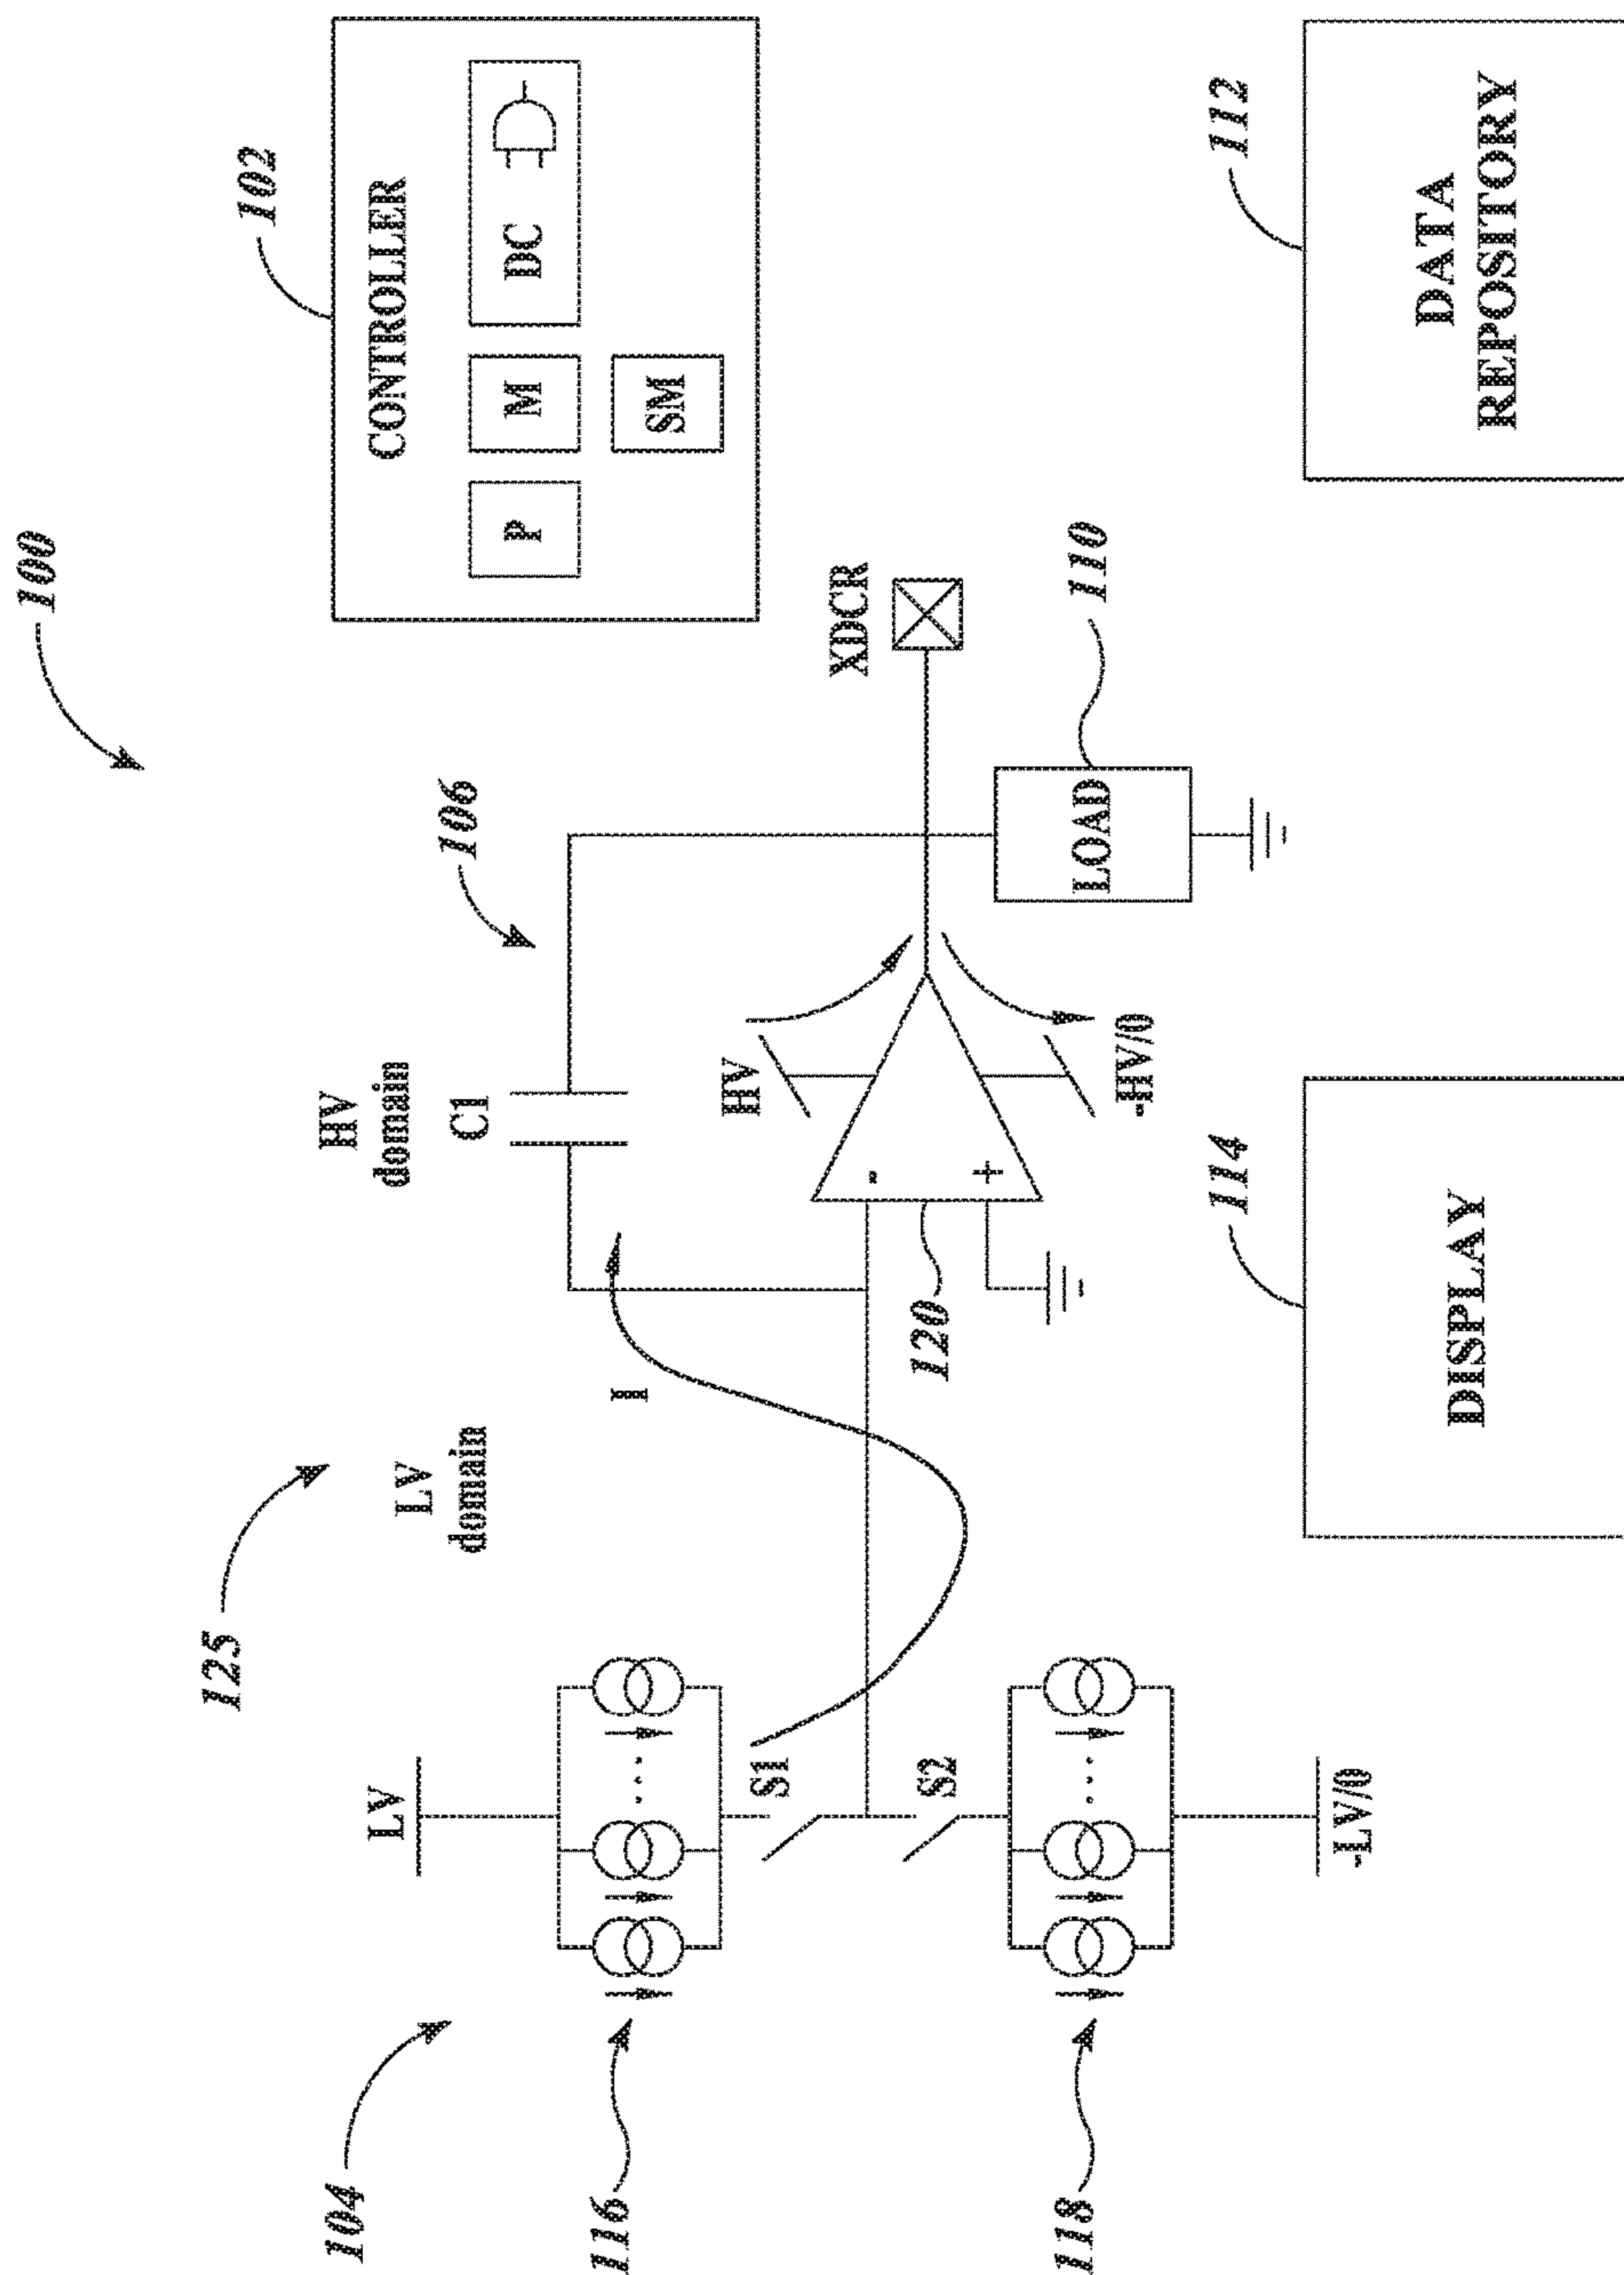 100
102
CONTROLLER
P
M
DC
SM
125
HV
domain
106
C1
LV
domain
104
LV
I
116
HV
XDCR
S1
120
-
+
S2
-HV/0
LOAD
110
118
-LV/0
114
DISPLAY
112
DATA
REPOSITORY